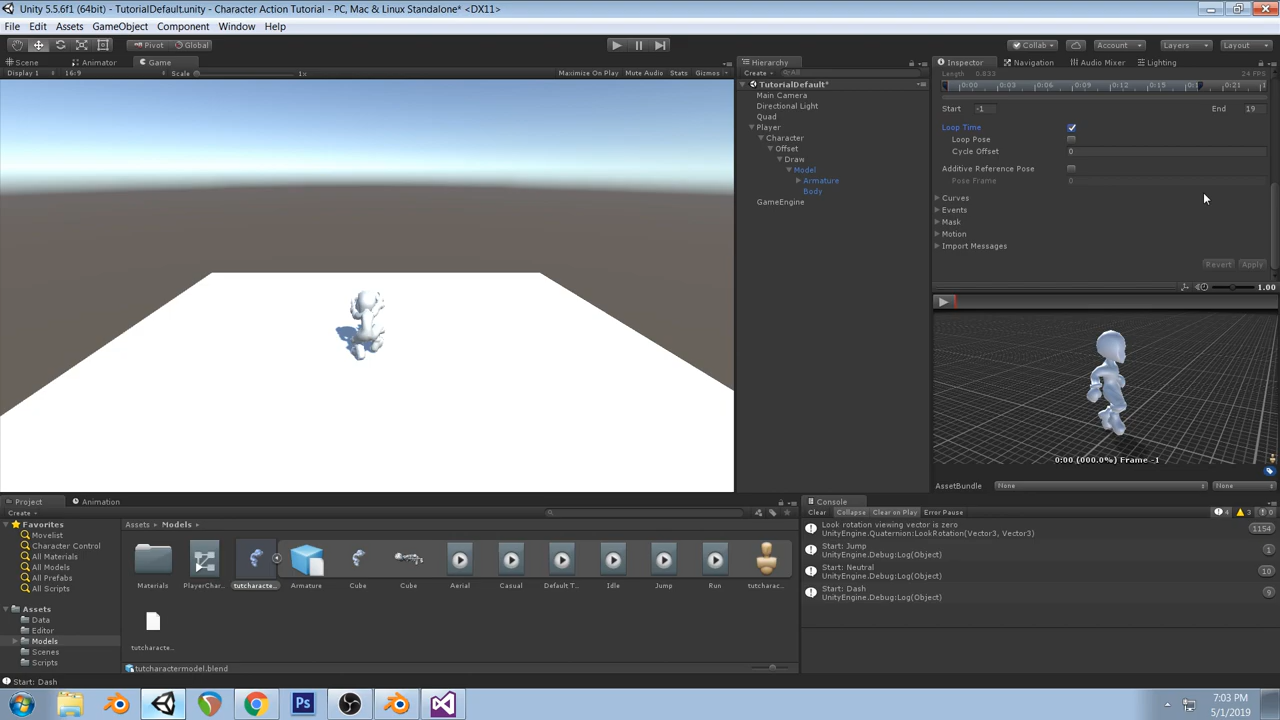 Unity 5.5.6f1 (64bit) - TutorialDefault.unity - Character Action Tutorial - PC, Mac & Linux Standalone* <DX11>
File Edit Assets GameObject Component Window Help
Pivot Global Collab Account Layers Layout
Scene Animator Game
Display 1 16:9 Scale 1x Maximize On Play Mute Audio Stats Gizmos
Hierarchy
Create All
TutorialDefault*
Main Camera
Directional Light
Quad
Player
Character
Offset
Draw
Model
Armature
Body
GameEngine
Inspector Navigation Audio Mixer Lighting
Length 0.833 24 FPS
0:00 0:03 0:06 0:09 0:12 0:15 0:1 0:21
Start -1 End 19
Loop Time
Loop Pose
Cycle Offset 0
Additive Reference Pose
Pose Frame 0
Curves
Events
Mask
Motion
Import Messages
Revert Apply
1.00
0:00 (000.0%) Frame -1
AssetBundle None None
Project Animation
Create
Favorites
Movelist
Character Control
All Materials
All Models
All Prefabs
All Scripts
Assets
Data
Editor
Models
Scenes
Scripts
Assets Models
Materials PlayerChar... tutcharacte... Armature Cube Cube Aerial Casual Default T... Idle Jump Run tutcharac...
tutcharacte...
tutcharactermodel.blend
Console
Clear Collapse Clear on Play Error Pause 4 3 0
Look rotation viewing vector is zero
UnityEngine.Quaternion:LookRotation(Vector3, Vector3) 1154
Start: Jump
UnityEngine.Debug:Log(Object) 1
Start: Neutral
UnityEngine.Debug:Log(Object) 10
Start: Dash
UnityEngine.Debug:Log(Object) 9
Start: Dash
Ps
7:03 PM
5/1/2019